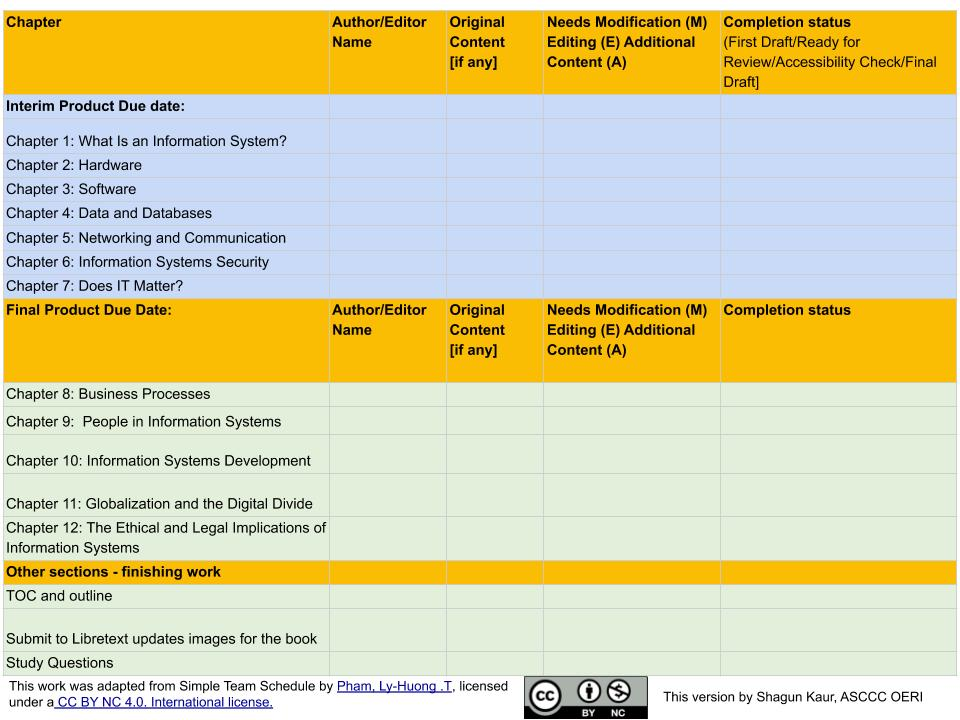 Chapter
Author/Editor
Name
Original
Content
[if any]
Needs Modification (M)
Editing (E) Additional
Content (A)
Completion status
(First Draft/Ready for
Review/Accessibility Check/Final
Draft]
Interim Product Due date:
Chapter 1: What Is an Information System?
Chapter 2: Hardware
Chapter 3: Software
Chapter 4: Data and Databases
Chapter 5: Networking and Communication
Chapter 6: Information Systems Security
Chapter 7: Does IT Matter?
Final Product Due Date:
Author/Editor
Name
Original
Content
[if any]
Needs Modification (M)
Editing (E) Additional
Content (A)
Completion status
Chapter 8: Business Processes
Chapter 9:  People in Information Systems
Chapter 10: Information Systems Development
Chapter 11: Globalization and the Digital Divide
Chapter 12: The Ethical and Legal Implications of
Information Systems
Other sections - finishing work
TOC and outline
Submit to Libretext updates images for the book
Study Questions
This work was adapted from Simple Team Schedule by Pham, Ly-Huong .T, licensed
under a CC BY NC 4.0. International license.
cc
BY NC
This version by Shagun Kaur, ASCCC OERI